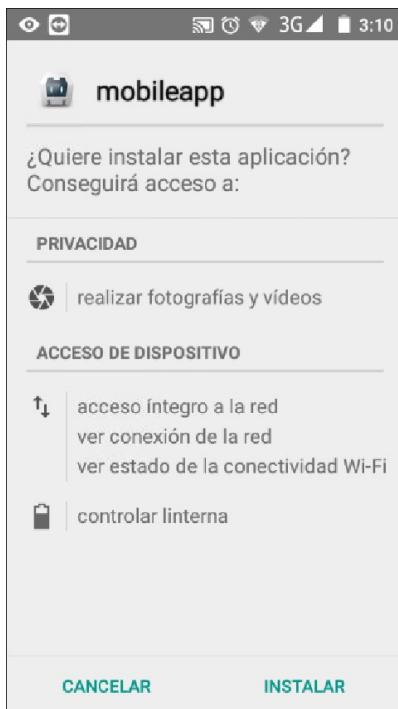 3G 3:10
mobileapp
¿Quiere instalar esta aplicación?
Conseguirá acceso a:
PRIVACIDAD
realizar fotografías y vídeos
ACCESO DE DISPOSITIVO
acceso íntegro a la red
ver conexión de la red
ver estado de la conectividad Wi-Fi
controlar linterna
CANCELAR INSTALAR